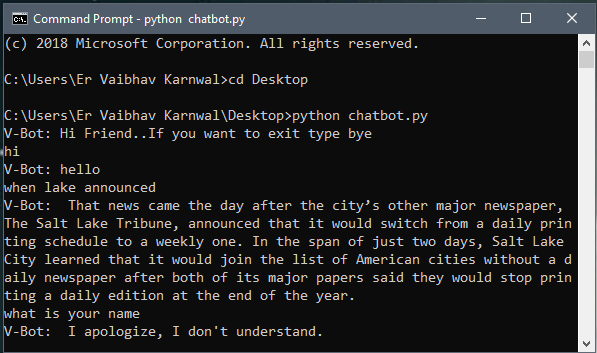 Command Prompt - python  chatbot.py
(c) 2018 Microsoft Corporation. All rights reserved.
C:\Users\Er Vaibhav Karnwal>cd Desktop
C:\Users\Er Vaibhav Karnwal\Desktop>python chatbot.py
V-Bot: Hi Friend..If you want to exit type bye
hi
V-Bot: hello
when lake announced
V-Bot:  That news came the day after the city’s other major newspaper,
The Salt Lake Tribune, announced that it would switch from a daily prin
ting schedule to a weekly one. In the span of just two days, Salt Lake
City learned that it would join the list of American cities without a d
aily newspaper after both of its major papers said they would stop prin
ting a daily edition at the end of the year.
what is your name
V-Bot:  I apologize, I don't understand.